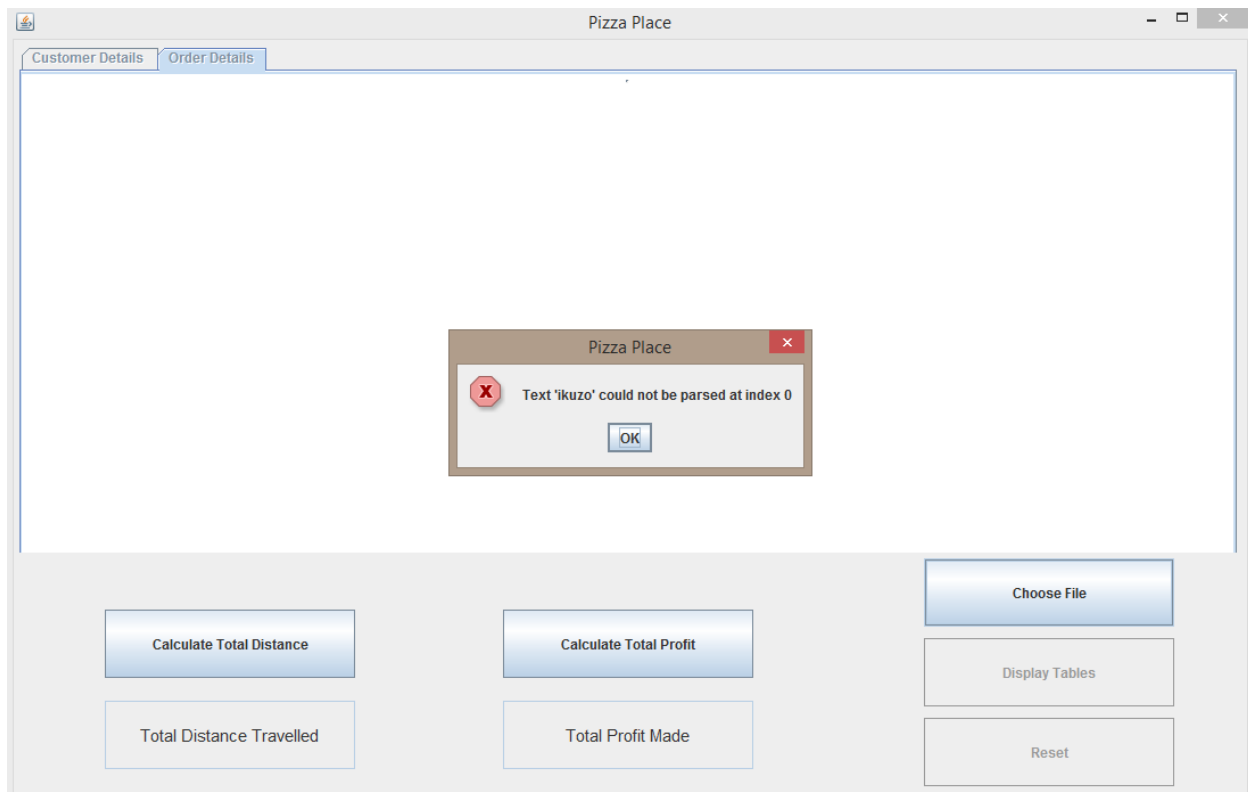 Pizza Place
Customer Details
Order Details
Pizza Place
Text 'ikuzo' could not be parsed at index 0
OK
Choose File
Calculate Total Distance
Calculate Total Profit
Display Tables
Total Distance Travelled
Total Profit Made
Reset